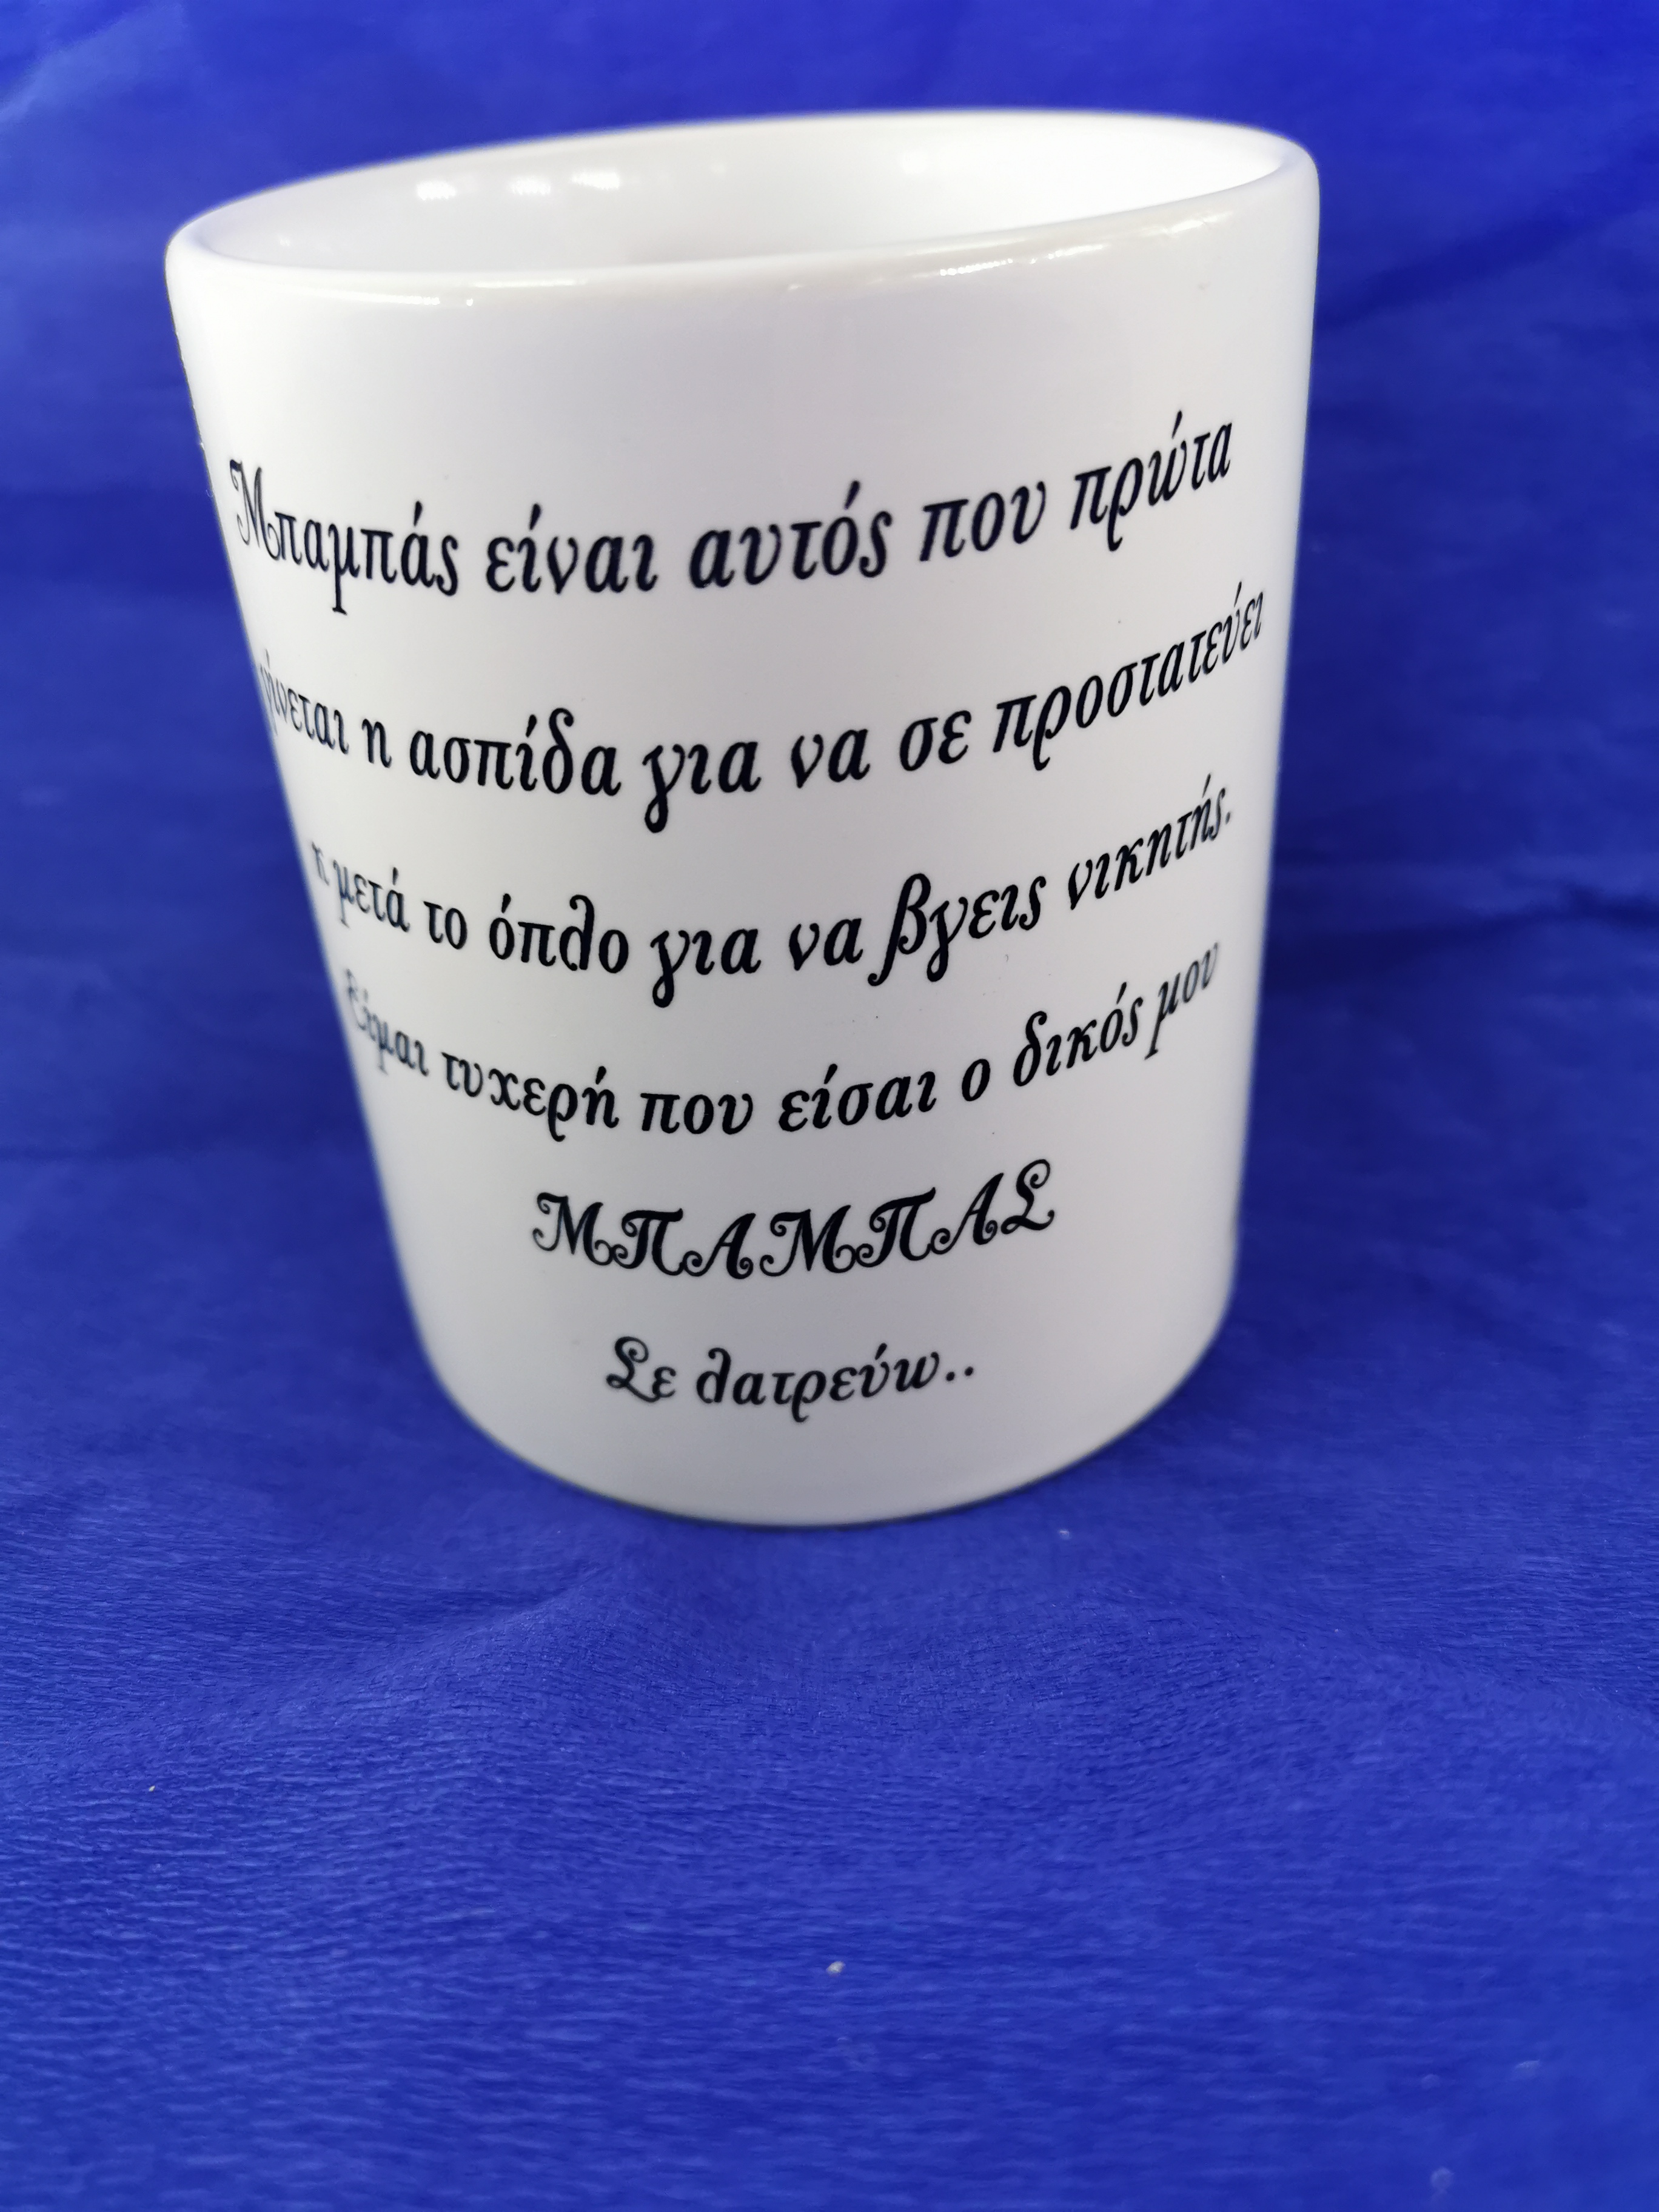 Μπαμπάς είναι αυτός που πρώτα
γίνεται η ασπίδα για να σε προστατεύει
κ μετά το όπλο για να βγεις νικητής.
Είμαι τυχερή που είσαι ο δικός μου
ΜΠΑΜΠΑΣ
Σε λατρεύω..